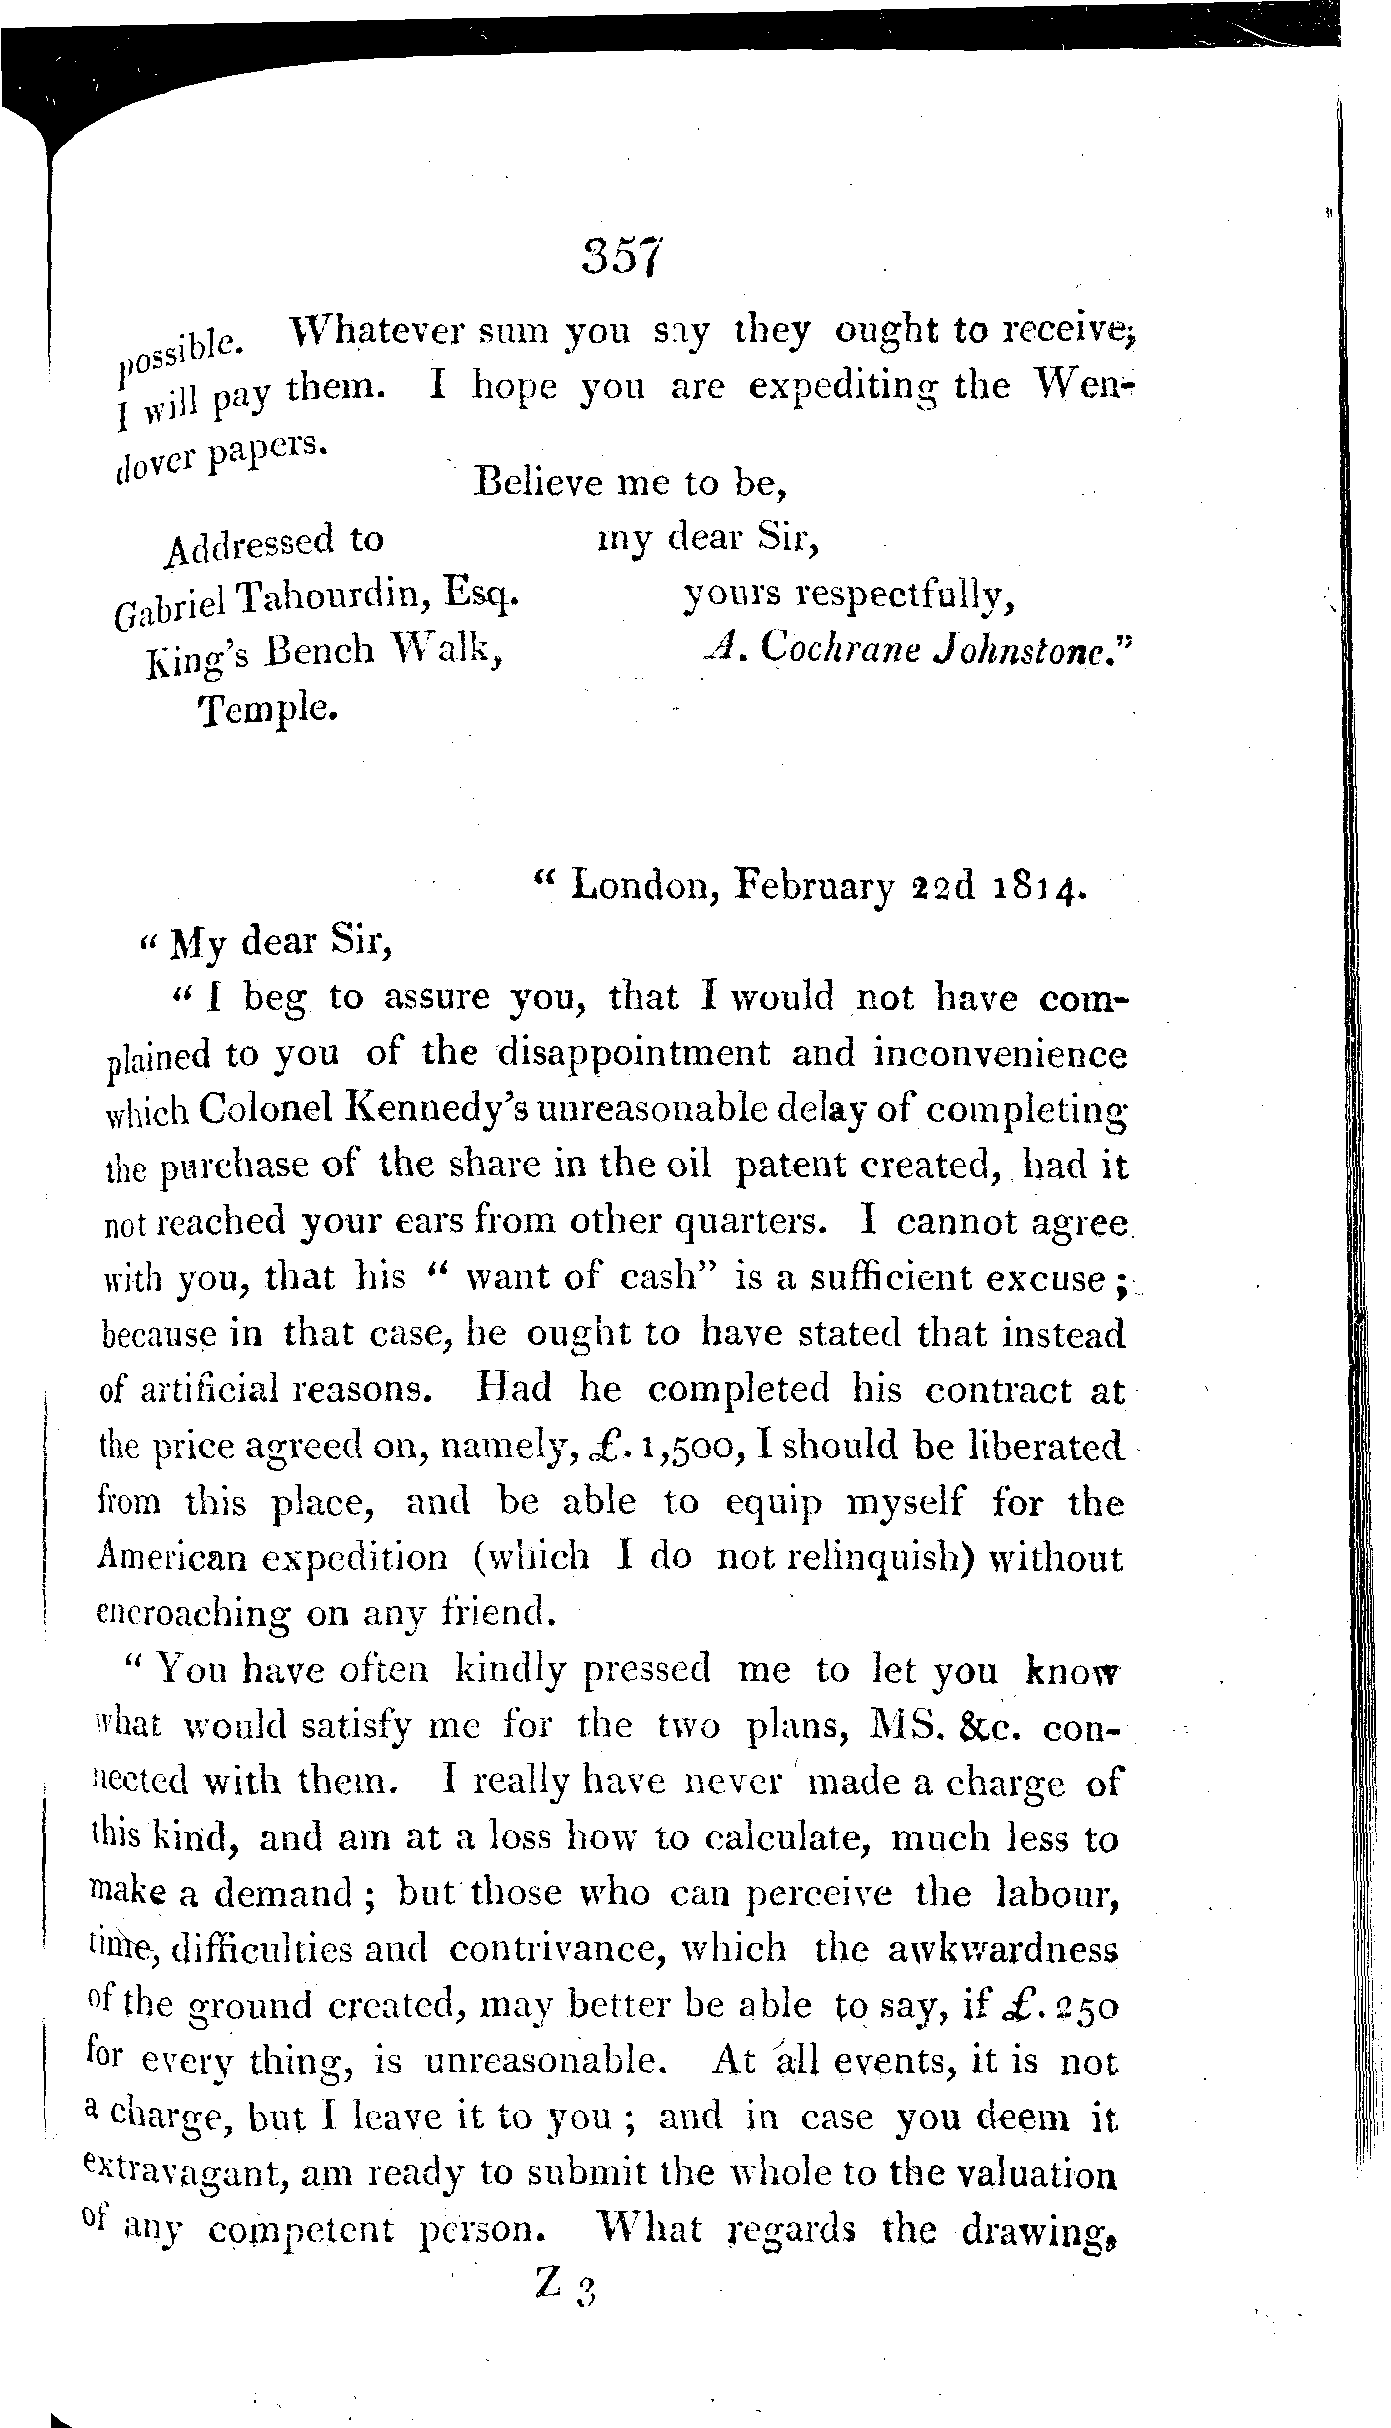 357
possible. Whatever sum you say they ought to receive,
I will pay them. I hope you are expediting the Wen-
dover papers.
Believe me to be,
Addressed to my dear Sir,
Gabriel Tahourdin, Esq. yours respectfully,
King's Bench Walk, A. Cochrane Johnstone."
Temple.
" London, February 22d 1814.
" My dear Sir,
" I beg to assure you, that I would not have com-
plained to you of the disappointment and inconvenience
which Colonel Kennedy's unreasonable delay of completing
the purchase of the share in the oil patent created, had it
not reached your ears from other quarters. I cannot agree
with you, that his " want of cash" is a sufficient excuse ;
because in that case, he ought to have stated that instead
of artificial reasons. Had he completed his contract at
the price agreed on, namely, £. 1,500, I should be liberated
from this place, and be able to equip myself for the
American expedition (which I do not relinquish) without
encroaching on any friend.
" You have often kindly pressed me to let you know
what would satisfy me for the two plans, MS. &c. con-
nected with them. I really have never made a charge of
this kind, and am at a loss how to calculate, much less to
make a demand ; but those who can perceive the labour,
time, difficulties and contrivance, which the awkwardness
of the ground created, may better be able to say, if £. 250
for every thing, is unreasonable. At all events, it is not
a charge, but I leave it to you ; and in case you deem it
extravagant, am ready to submit the whole to the valuation
of any competent person. What regards the drawing,
Z 3